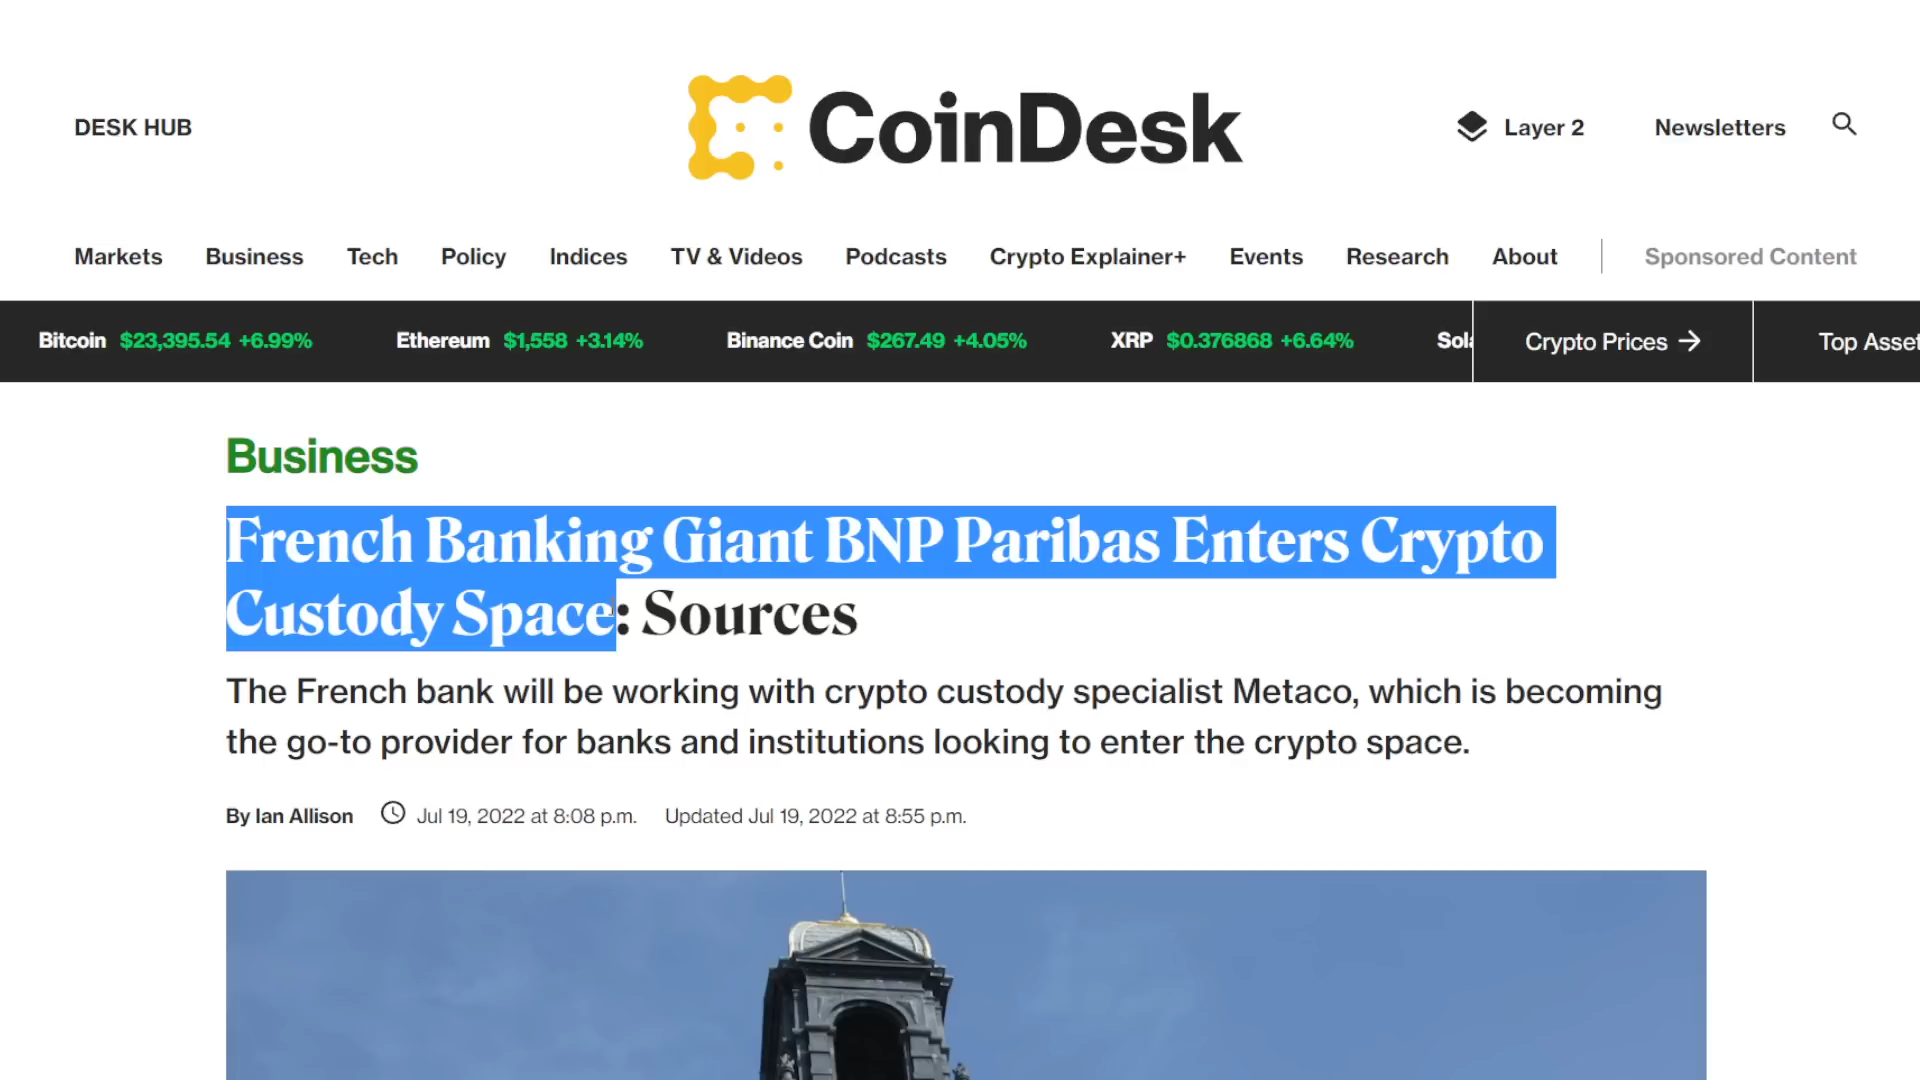 DESK HUB
CoinDesk
Layer 2
Newsletters
Markets Business Tech Policy Indices TV & Videos Podcasts Crypto Explainer+ Events Research About Sponsored Content
Bitcoin $23,395.54 +6.99% Ethereum $1,558 +3.14% Binance Coin $267.49 +4.05% XRP $0.376868 +6.64% Sola Crypto Prices → Top Asset
Business
French Banking Giant BNP Paribas Enters Crypto
Custody Space: Sources
The French bank will be working with crypto custody specialist Metaco, which is becoming
the go-to provider for banks and institutions looking to enter the crypto space.
By Ian Allison Jul 19, 2022 at 8:08 p.m. Updated Jul 19, 2022 at 8:55 p.m.